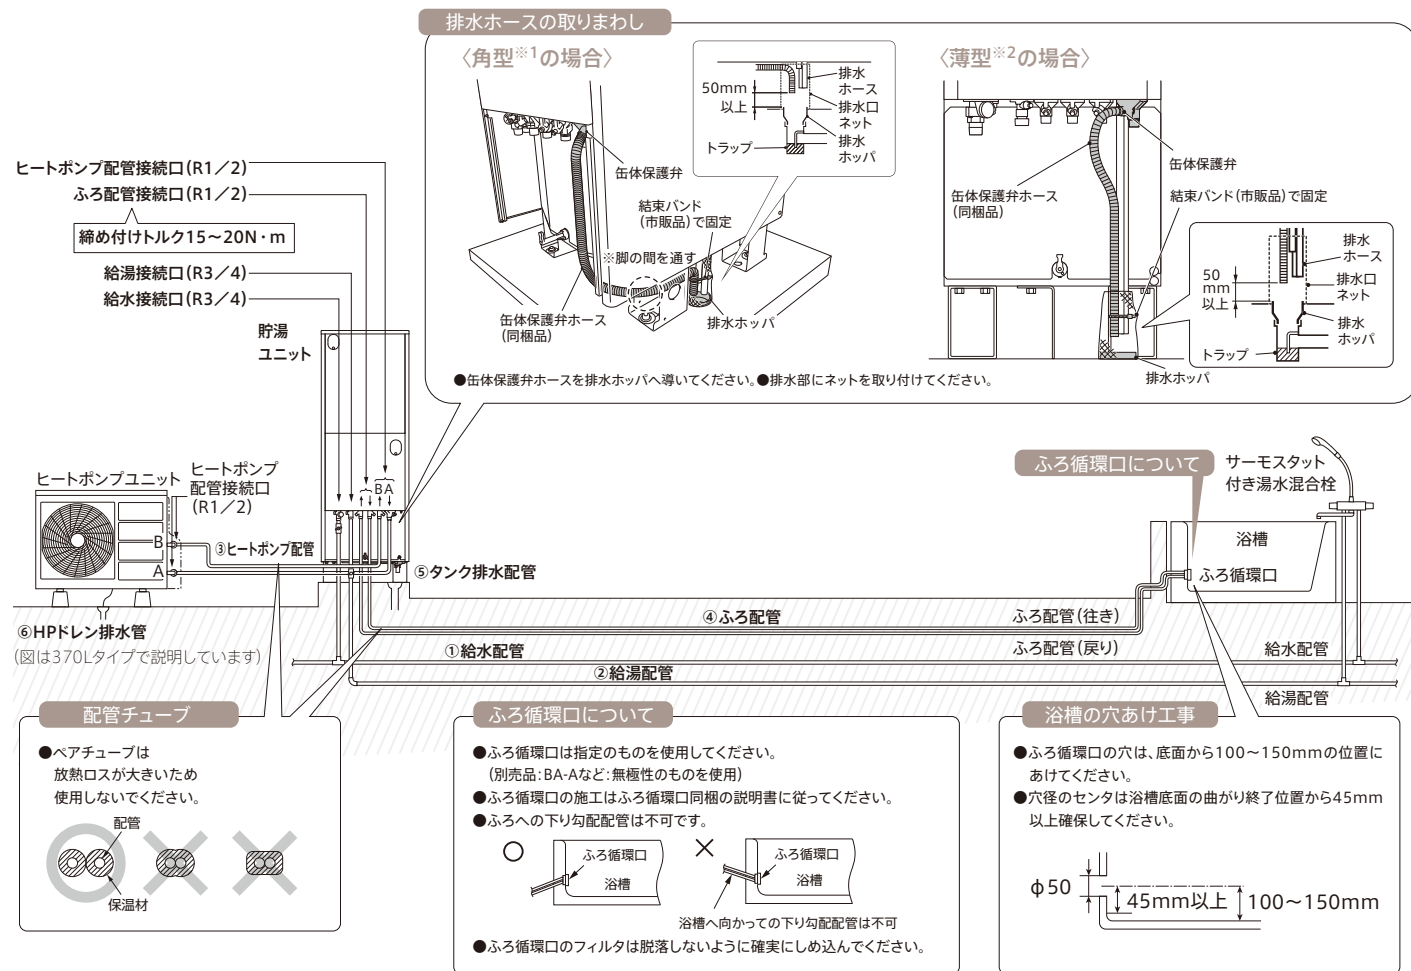 排水ホースの取りまわし
〈角型※1の場合〉
50mm
以上
排水
ホース
排水口
ネット
排水
ホッパ
トラップ
缶体保護弁
結束バンド
(市販品)で固定
※脚の間を通す
缶体保護弁ホース
(同梱品)
排水ホッパ
〈薄型※2の場合〉
缶体保護弁
缶体保護弁ホース
(同梱品)
結束バンド(市販品)で固定
50
mm
以上
排水
ホース
排水口
ネット
排水
ホッパ
トラップ
排水ホッパ
●缶体保護弁ホースを排水ホッパへ導いてください。●排水部にネットを取り付けてください。
ヒートポンプ配管接続口(R1/2)
ふろ配管接続口(R1/2)
締め付けトルク15〜20N・m
給湯接続口(R3/4)
給水接続口(R3/4)
貯湯
ユニット
BA
ヒートポンプユニット
ヒートポンプ
配管接続口
(R1/2)
B
A
③ヒートポンプ配管
⑤タンク排水配管
⑥HPドレン排水管
(図は370Lタイプで説明しています)
④ふろ配管
ふろ配管(往き)
ふろ配管(戻り)
①給水配管
給水配管
②給湯配管
給湯配管
ふろ循環口について
サーモスタット
付き湯水混合栓
浴槽
ふろ循環口
配管チューブ
●ペアチューブは
放熱ロスが大きいため
使用しないでください。
配管
保温材
ふろ循環口について
●ふろ循環口は指定のものを使用してください。
(別売品:BA-Aなど:無極性のものを使用)
●ふろ循環口の施工はふろ循環口同梱の説明書に従ってください。
●ふろへの下り勾配配管は不可です。
○
ふろ循環口
浴槽
×
ふろ循環口
浴槽
浴槽へ向かっての下り勾配配管は不可
●ふろ循環口のフィルタは脱落しないように確実にしめ込んでください。
浴槽の穴あけ工事
●ふろ循環口の穴は、底面から100〜150mmの位置に
あけてください。
●穴径のセンタは浴槽底面の曲がり終了位置から45mm
以上確保してください。
φ50
45mm以上
100〜150mm